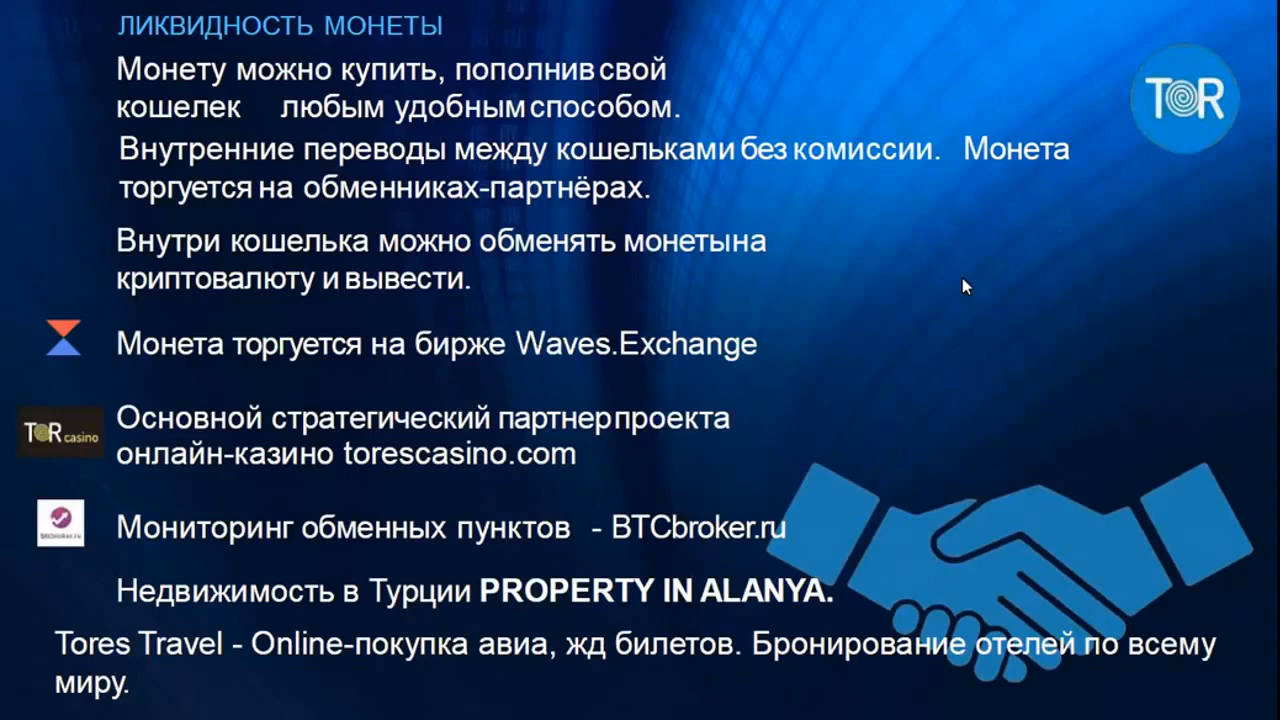 ЛИКВИДНОСТЬ МОНЕТЫ
Монету можно купить, пополнив свой
кошелек любым удобным способом.
TOR
Внутренние переводы между кошельками без комиссии. Монета
торгуется на обменниках-партнёрах.
Внутри кошелька можно обменять монеты на
криптовалюту и вывести.
Монета торгуется на бирже Waves.Exchange
TOR casino
Основной стратегический партнер проекта
онлайн-казино torescasino.com
Мониторинг обменных пунктов - BTCbroker.ru
Недвижимость в Турции PROPERTY IN ALANYA.
Tores Travel - Online-покупка авиа, жд билетов. Бронирование отелей по всему
миру.